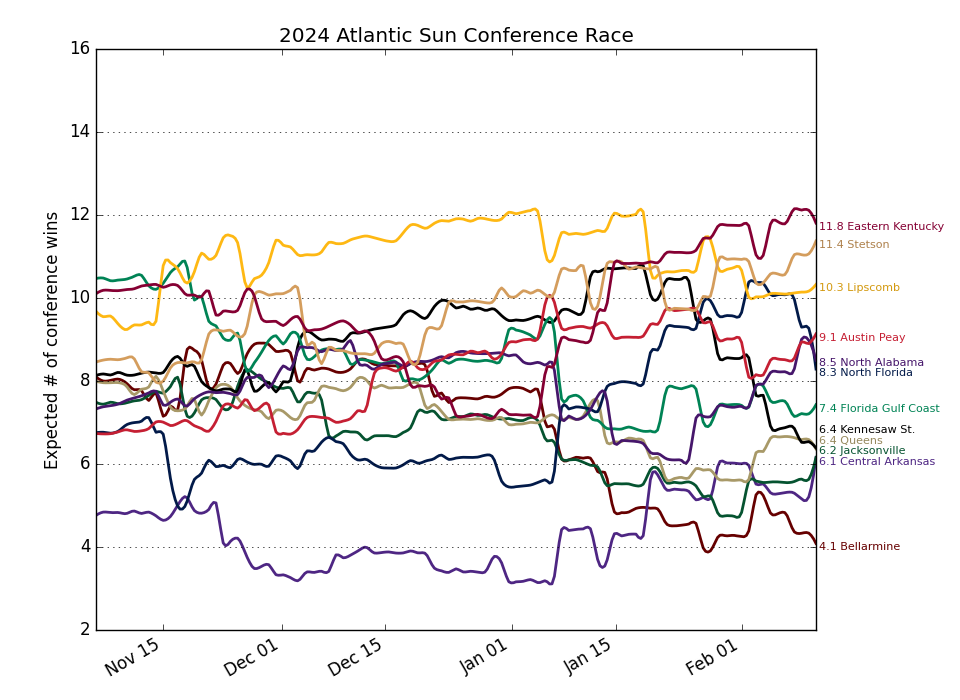 2024 Atlantic Sun Conference Race
Expected # of conference wins
16
14
12
10
8
6
4
2
11.8 Eastern Kentucky
11.4 Stetson
10.3 Lipscomb
9.1 Austin Peay
8.5 North Alabama
8.3 North Florida
7.4 Florida Gulf Coast
6.4 Kennesaw St.
6.4 Queens
6.2 Jacksonville
6.1 Central Arkansas
4.1 Bellarmine
Nov 15
Dec 01
Dec 15
Jan 01
Jan 15
Feb 01